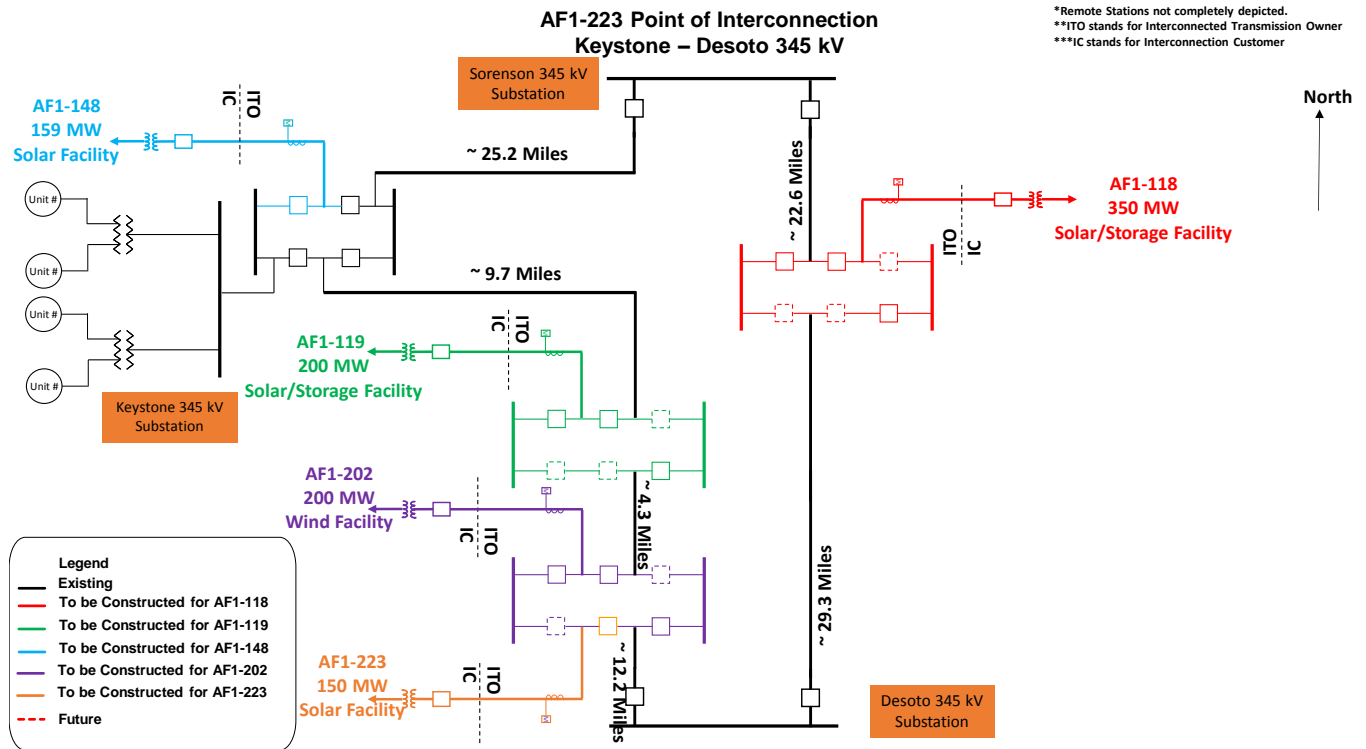 AF1-223 Point of Interconnection
Keystone – Desoto 345 kV
*Remote Stations not completely depicted.
**ITO stands for Interconnected Transmission Owner
***IC stands for Interconnection Customer
North
Sorenson 345 kV
Substation
AF1-148
159 MW
Solar Facility
IC
ITO
~ 25.2 Miles
~ 22.6 Miles
AF1-118
350 MW
Solar/Storage Facility
ITO
IC
Unit #
Unit #
Unit #
Unit #
~ 9.7 Miles
Keystone 345 kV
Substation
AF1-119
200 MW
Solar/Storage Facility
IC
ITO
~ 4.3 Miles
AF1-202
200 MW
Wind Facility
IC
ITO
~ 29.3 Miles
AF1-223
150 MW
Solar Facility
IC
ITO
~ 12.2 Miles
Desoto 345 kV
Substation
Legend
Existing
To be Constructed for AF1-118
To be Constructed for AF1-119
To be Constructed for AF1-148
To be Constructed for AF1-202
To be Constructed for AF1-223
Future